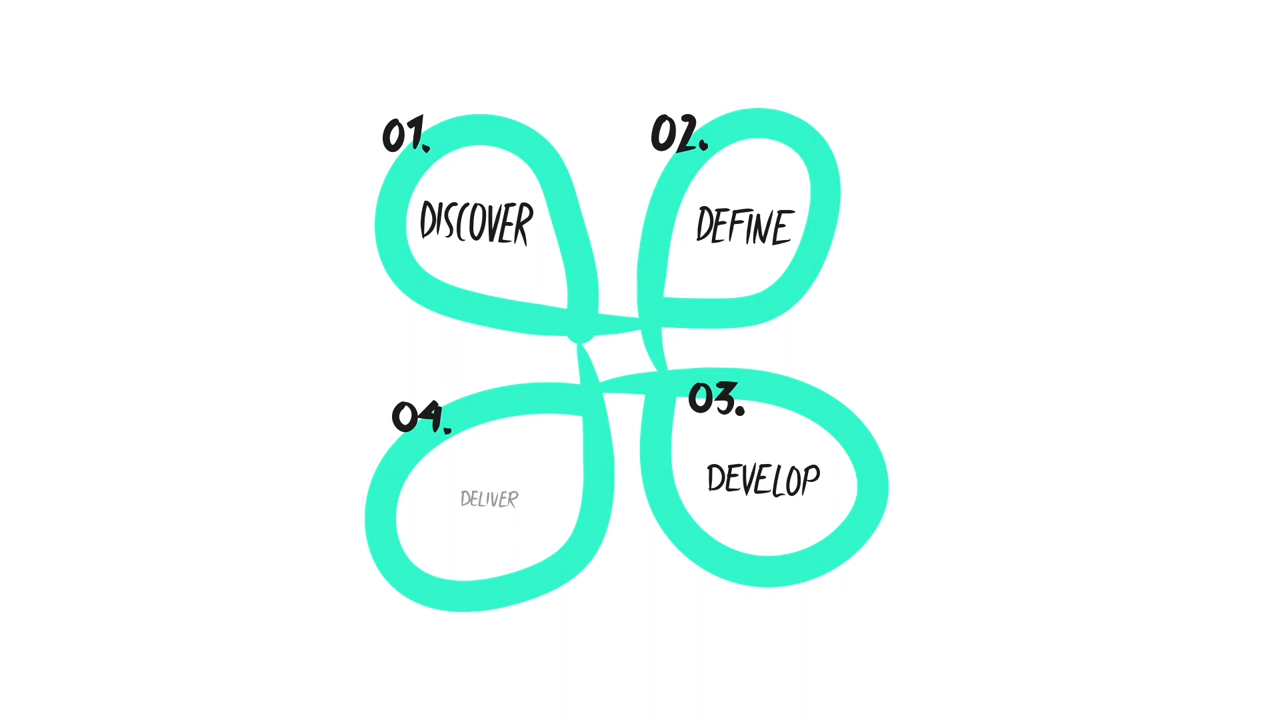 01.
DISCOVER
02.
DEFINE
03.
DEVELOP
04.
DELIVER